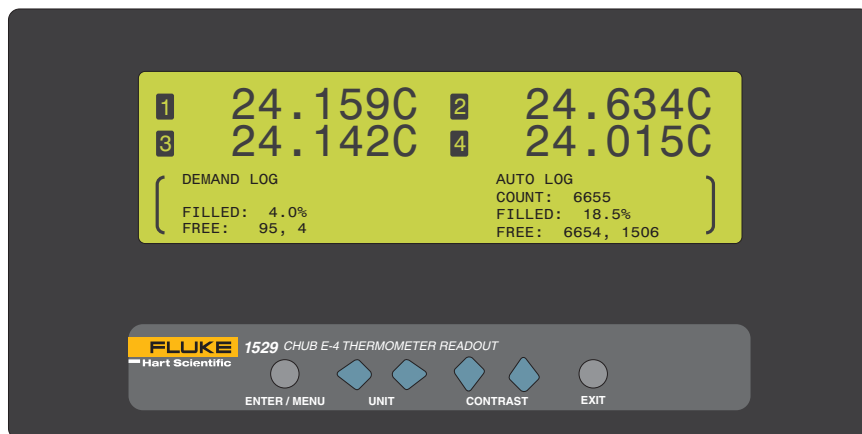 1 24.159C 2 24.634C
3 24.142C 4 24.015C
DEMAND LOG
FILLED: 4.0%
FREE: 95, 4
AUTO LOG
COUNT: 6655
FILLED: 18.5%
FREE: 6654, 1506
FLUKE
Hart Scientific
1529 CHUB E-4 THERMOMETER READOUT
ENTER / MENU UNIT CONTRAST EXIT